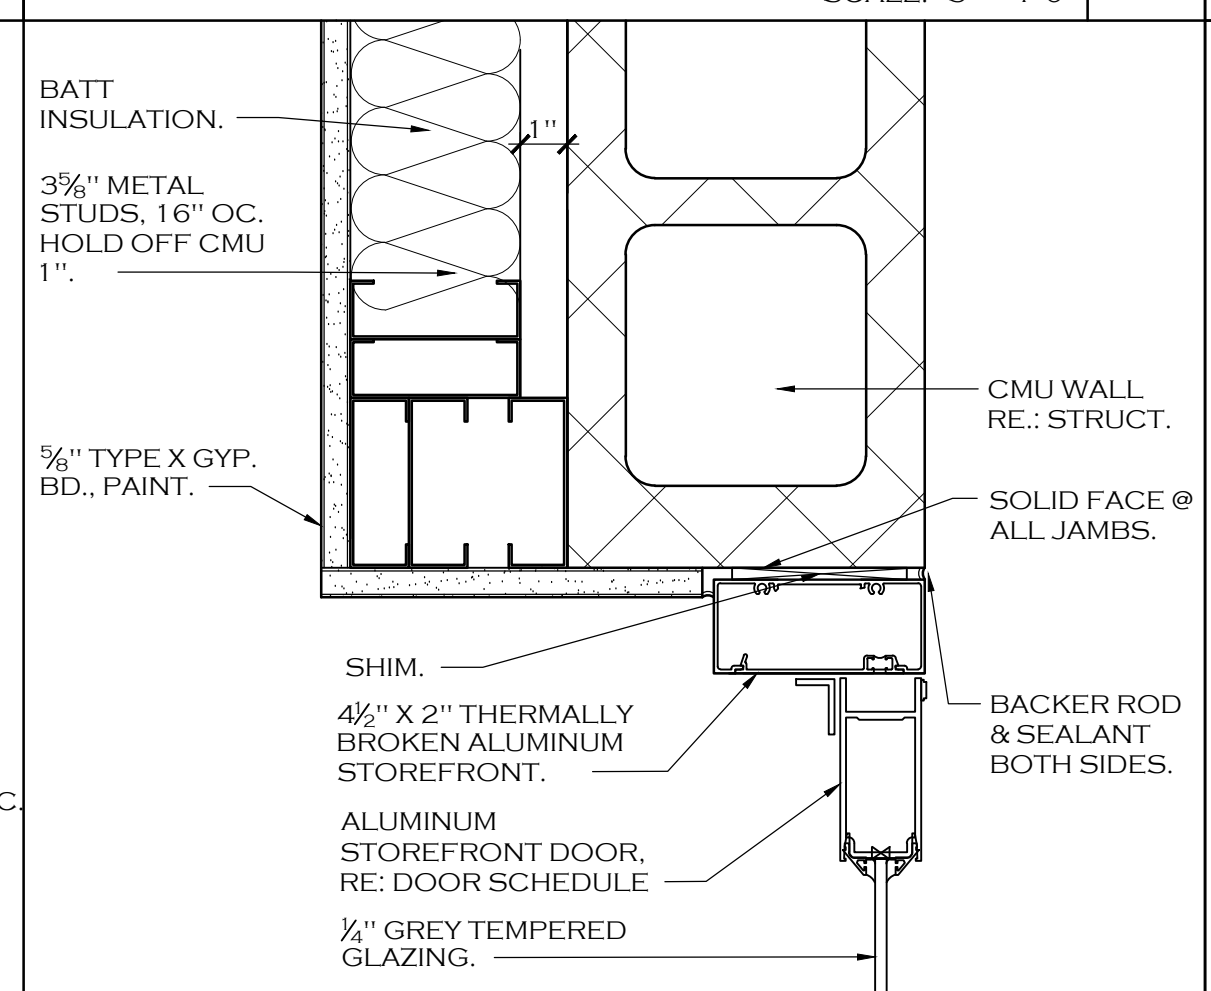 BATT
INSULATION.
1"
3⅝" METAL
STUDS, 16" OC.
HOLD OFF CMU
1".
CMU WALL
RE.: STRUCT.
⅝" TYPE X GYP.
BD., PAINT.
SOLID FACE @
ALL JAMBS.
SHIM.
4½" X 2" THERMALLY
BROKEN ALUMINUM
STOREFRONT.
BACKER ROD
& SEALANT
BOTH SIDES.
C.
ALUMINUM
STOREFRONT DOOR,
RE: DOOR SCHEDULE
¼" GREY TEMPERED
GLAZING.